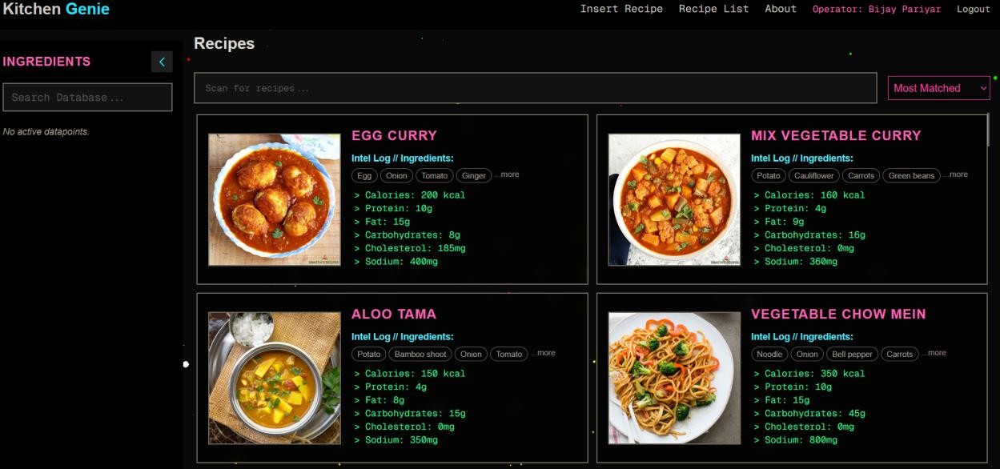 Kitchen Genie
Insert Recipe Recipe List About Operator: Bijay Pariyar Logout
INGREDIENTS
Search Database...
No active datapoints.
Recipes
Scan for recipes...
Most Matched
EGG CURRY
Intel Log // Ingredients:
Egg Onion Tomato Ginger ...more
> Calories: 200 kcal
> Protein: 10g
> Fat: 15g
> Carbohydrates: 8g
> Cholesterol: 185mg
> Sodium: 400mg
SWASTHI'S RECIPES
MIX VEGETABLE CURRY
Intel Log // Ingredients:
Potato Cauliflower Carrots Green beans ...more
> Calories: 160 kcal
> Protein: 4g
> Fat: 9g
> Carbohydrates: 16g
> Cholesterol: 0mg
> Sodium: 360mg
SWASTHI'S RECIPES
ALOO TAMA
Intel Log // Ingredients:
Potato Bamboo shoot Onion Tomato ...more
> Calories: 150 kcal
> Protein: 4g
> Fat: 8g
> Carbohydrates: 15g
> Cholesterol: 0mg
> Sodium: 350mg
VEGETABLE CHOW MEIN
Intel Log // Ingredients:
Noodle Onion Bell pepper Carrots ...more
> Calories: 350 kcal
> Protein: 10g
> Fat: 15g
> Carbohydrates: 45g
> Cholesterol: 0mg
> Sodium: 800mg